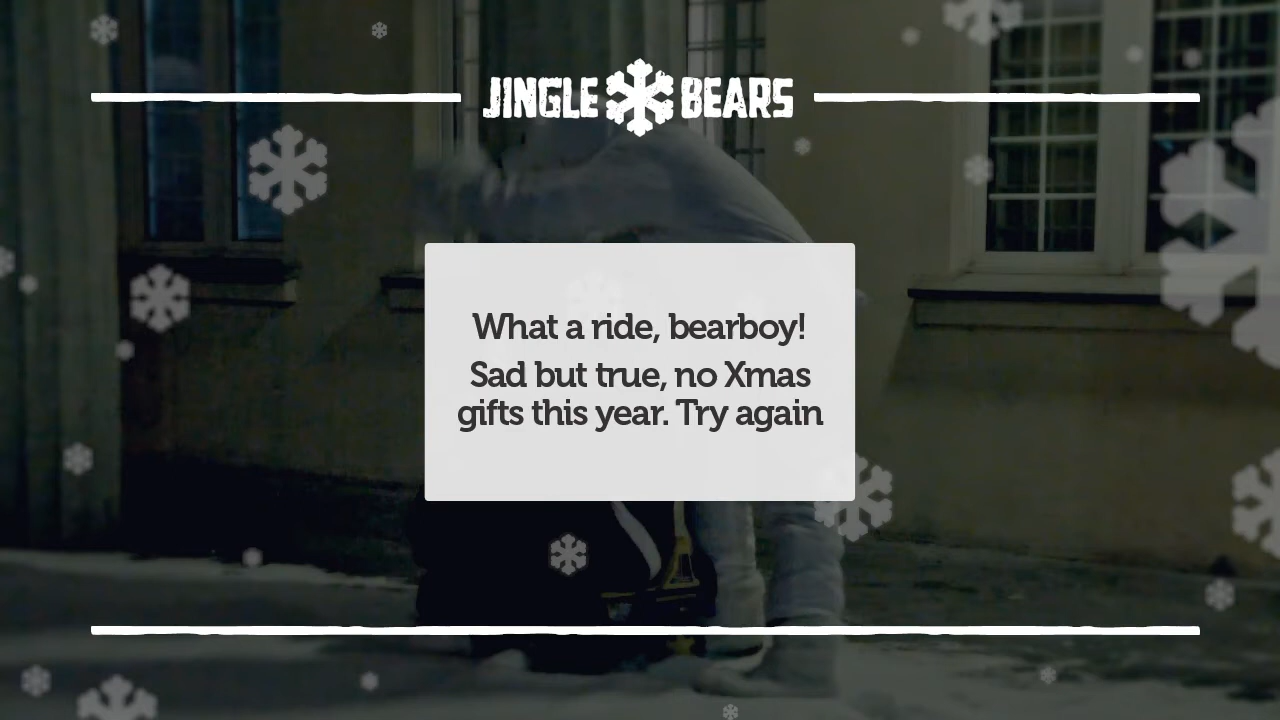 JINGLE BEARS
What a ride, bearboy!
Sad but true, no Xmas
gifts this year. Try again